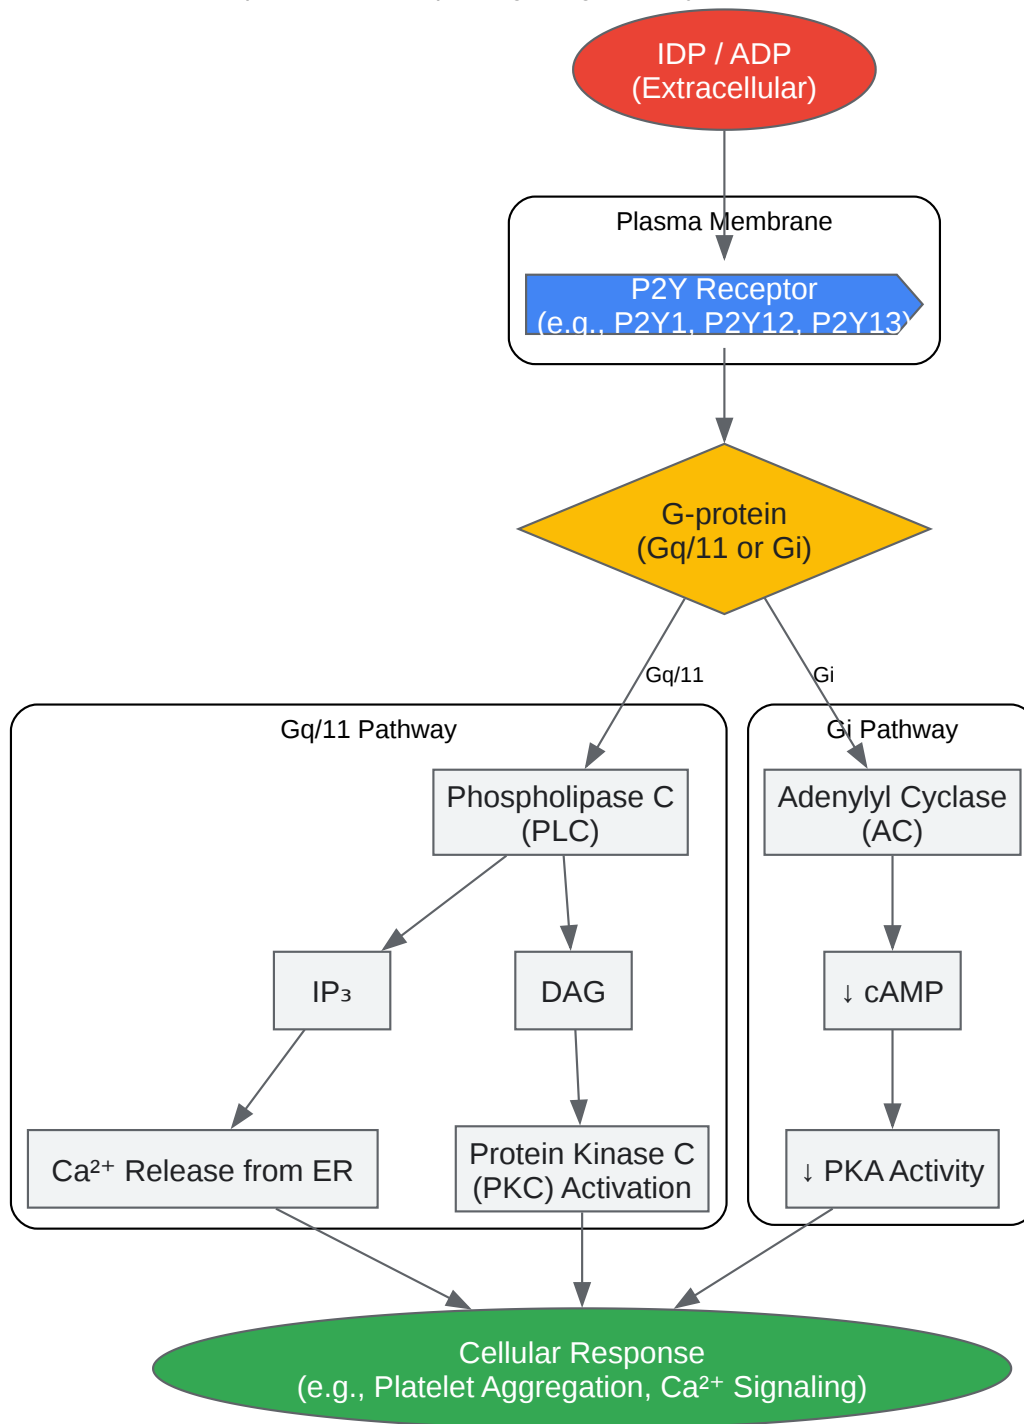 IDP / ADP
(Extracellular)
Plasma Membrane
P2Y Receptor
(e.g., P2Y1, P2Y12, P2Y13)
G-protein
(Gq/11 or Gi)
Gq/11
Gi
Gq/11 Pathway
Gi Pathway
Phospholipase C
(PLC)
Adenylyl Cyclase
(AC)
IP₃
DAG
↓ cAMP
Ca²⁺ Release from ER
Protein Kinase C
(PKC) Activation
↓ PKA Activity
Cellular Response
(e.g., Platelet Aggregation, Ca²⁺ Signaling)